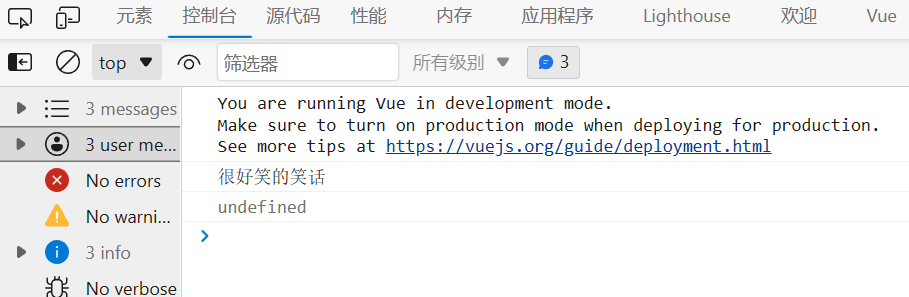 元素 控制台 源代码 性能 内存 应用程序 Lighthouse 欢迎 Vue
top 筛选器 所有级别 3
3 messages
3 user me...
No errors
No warni...
3 info
No verbose
You are running Vue in development mode.
Make sure to turn on production mode when deploying for production.
See more tips at https://vuejs.org/guide/deployment.html
很好笑的笑话
undefined